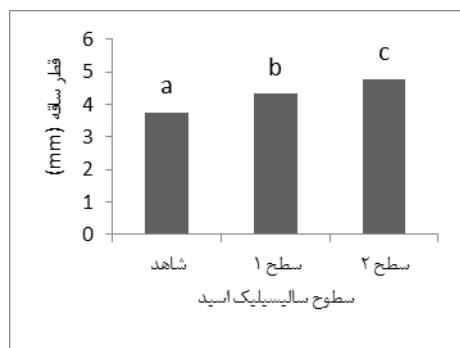 قطر ساقه (mm)
6
5
4
3
2
1
0
a
b
c
شاهد
سطح ۱
سطح ۲
سطوح سالیسیلیک اسید